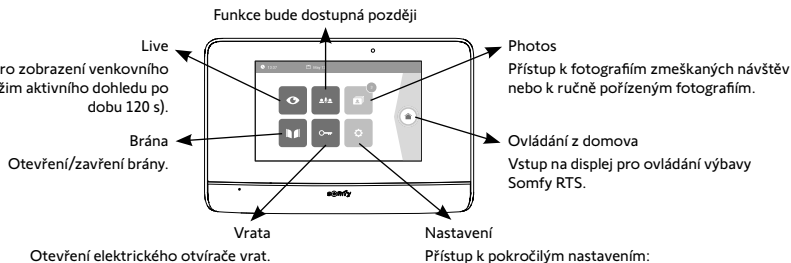 Funkce bude dostupná později
Live
ro zobrazení venkovního
žim aktivního dohledu po
dobu 120 s).
Photos
Přístup k fotografiím zmeškaných návštěv
nebo k ručně pořízeným fotografiím.
Brána
Otevření/zavření brány.
Ovládání z domova
Vstup na displej pro ovládání výbavy
Somfy RTS.
somfy
Vrata
Otevření elektrického otvírače vrat.
Nastavení
Přístup k pokročilým nastavením: